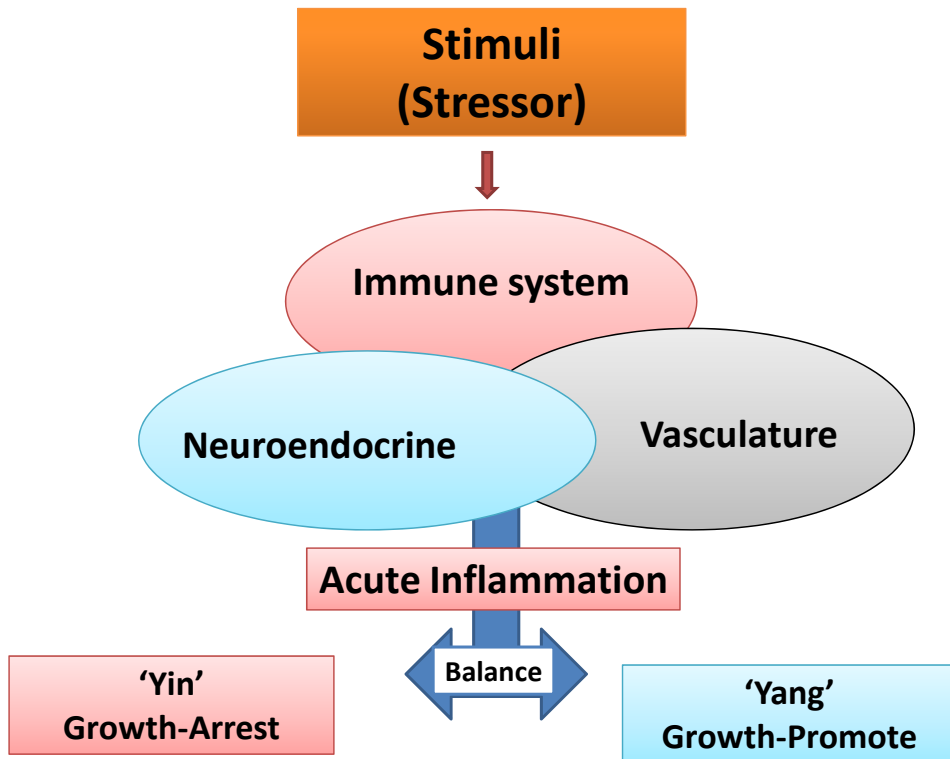 Stimuli
(Stressor)
Immune system
Neuroendocrine
Vasculature
Acute Inflammation
Balance
‘Yin’
Growth-Arrest
‘Yang’
Growth-Promote